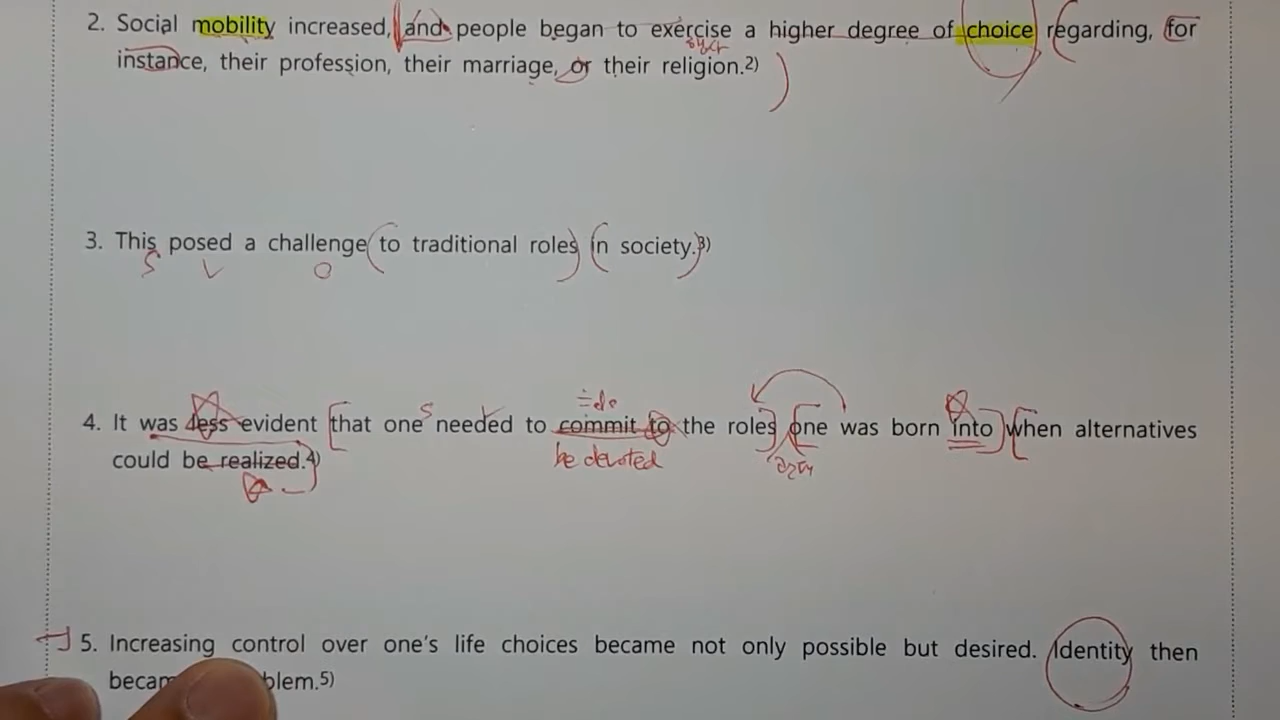 2. Social mobility increased, and people began to exercise a higher degree of choice regarding, for
instance, their profession, their marriage, or their religion.2)
3. This posed a challenge to traditional roles in society.3)
S V O
=do
S V
4. It was less evident that one needed to commit to the roles one was born into when alternatives
be devoted
could be realized.4)
5. Increasing control over one's life choices became not only possible but desired. Identity then
becam blem.5)